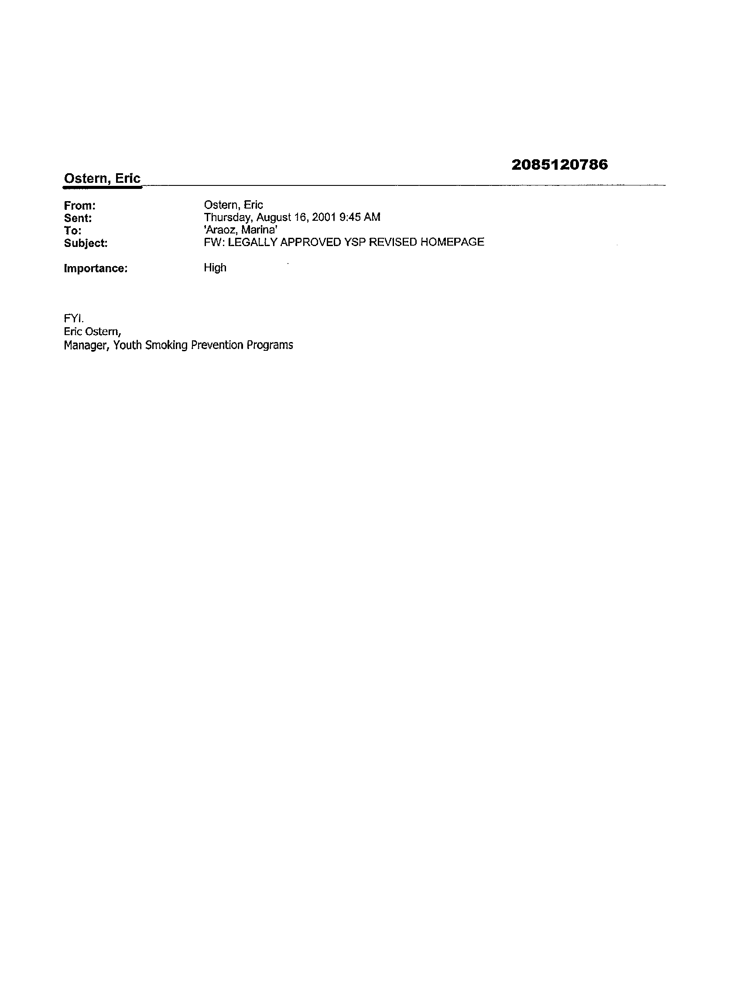 2085120786
Ostern, Eric
From: Ostern, Eric
Sent: Thursday, August 16, 2001 9:45 AM
To: 'Araoz, Marina'
Subject: FW: LEGALLY APPROVED YSP REVISED HOMEPAGE
Importance: High
FYI.
Eric Ostern,
Manager, Youth Smoking Prevention Programs